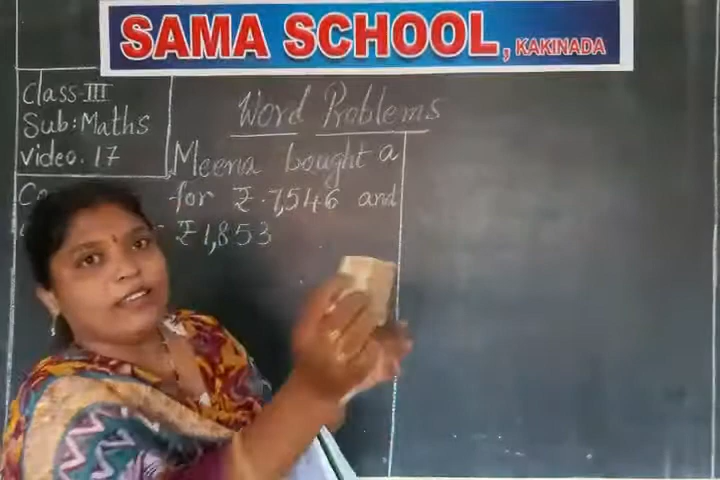 SAMA SCHOOL, KAKINADA
Class-III
Sub: Maths
Video. 17
Word Problems
Meena bought a
for ₹.7,546 and
₹1,853